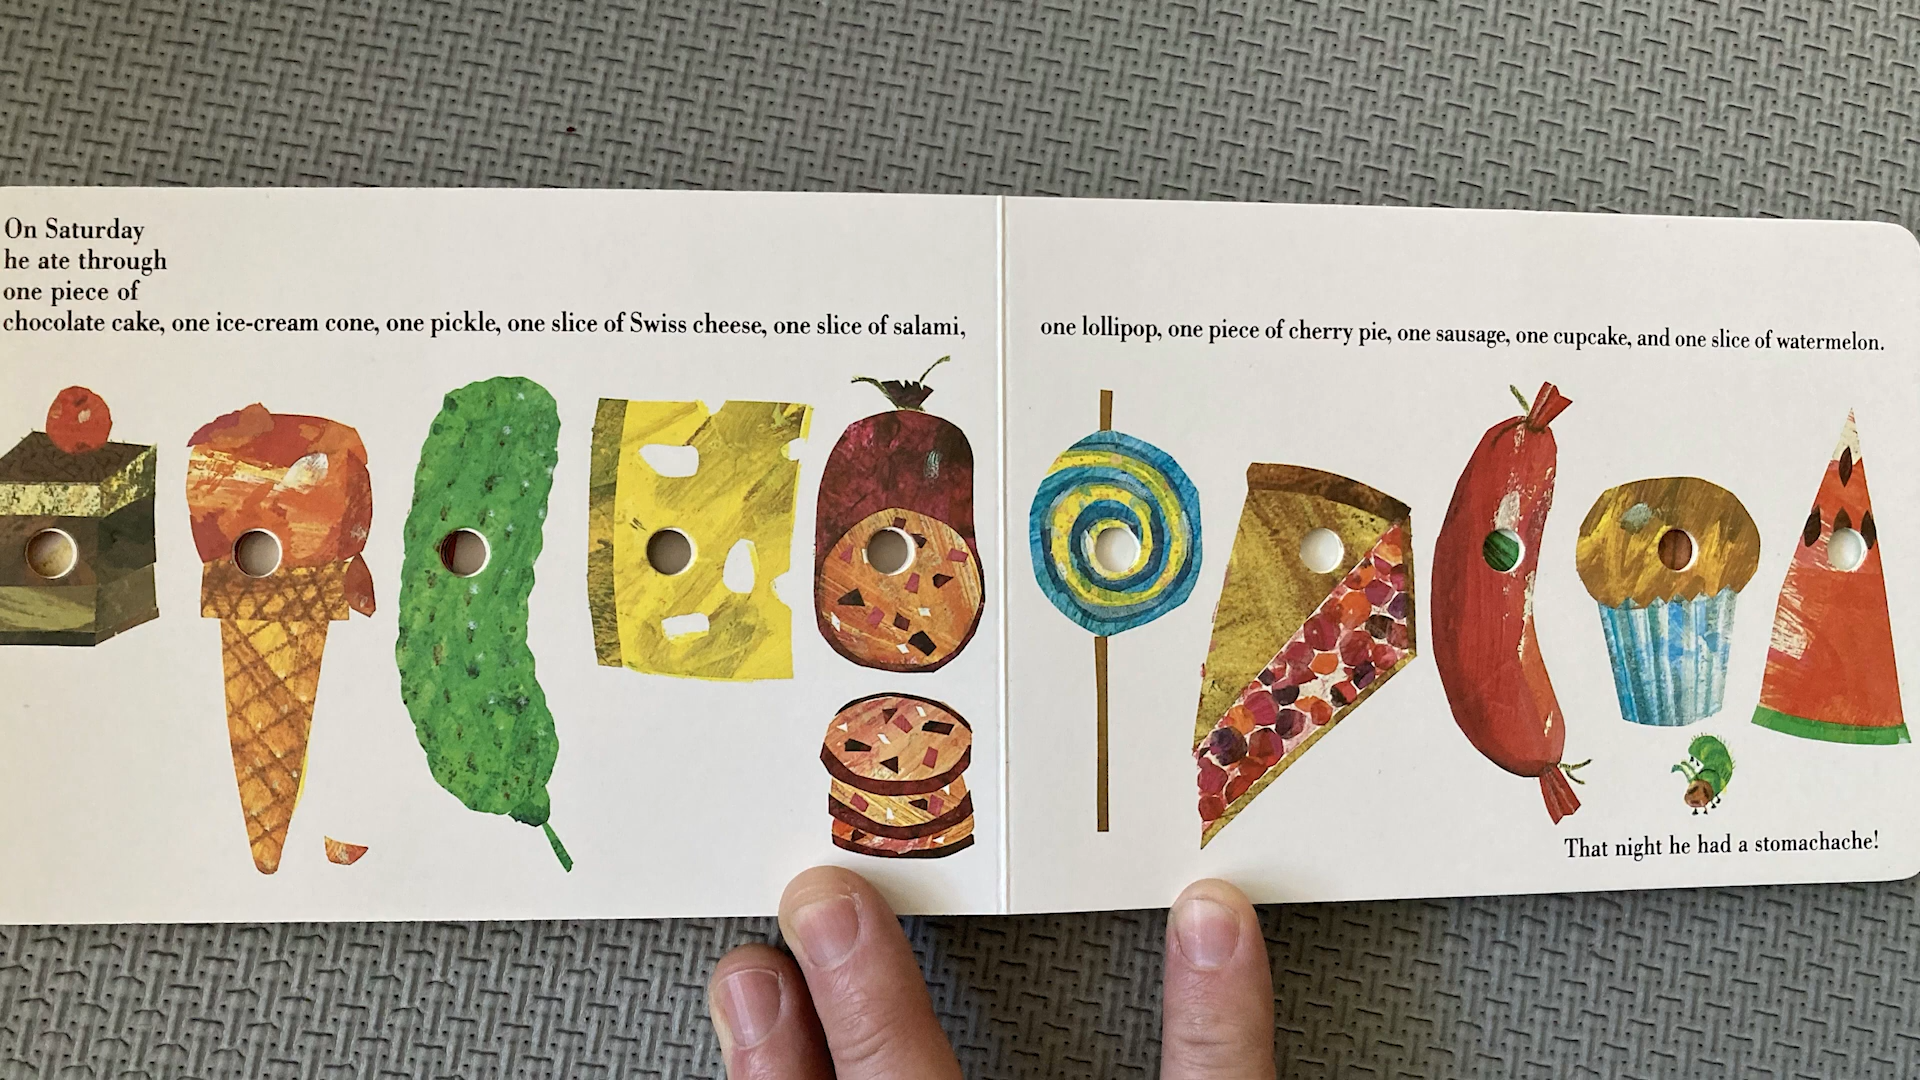 On Saturday
he ate through
one piece of
chocolate cake, one ice-cream cone, one pickle, one slice of Swiss cheese, one slice of salami,
one lollipop, one piece of cherry pie, one sausage, one cupcake, and one slice of watermelon.
That night he had a stomachache!